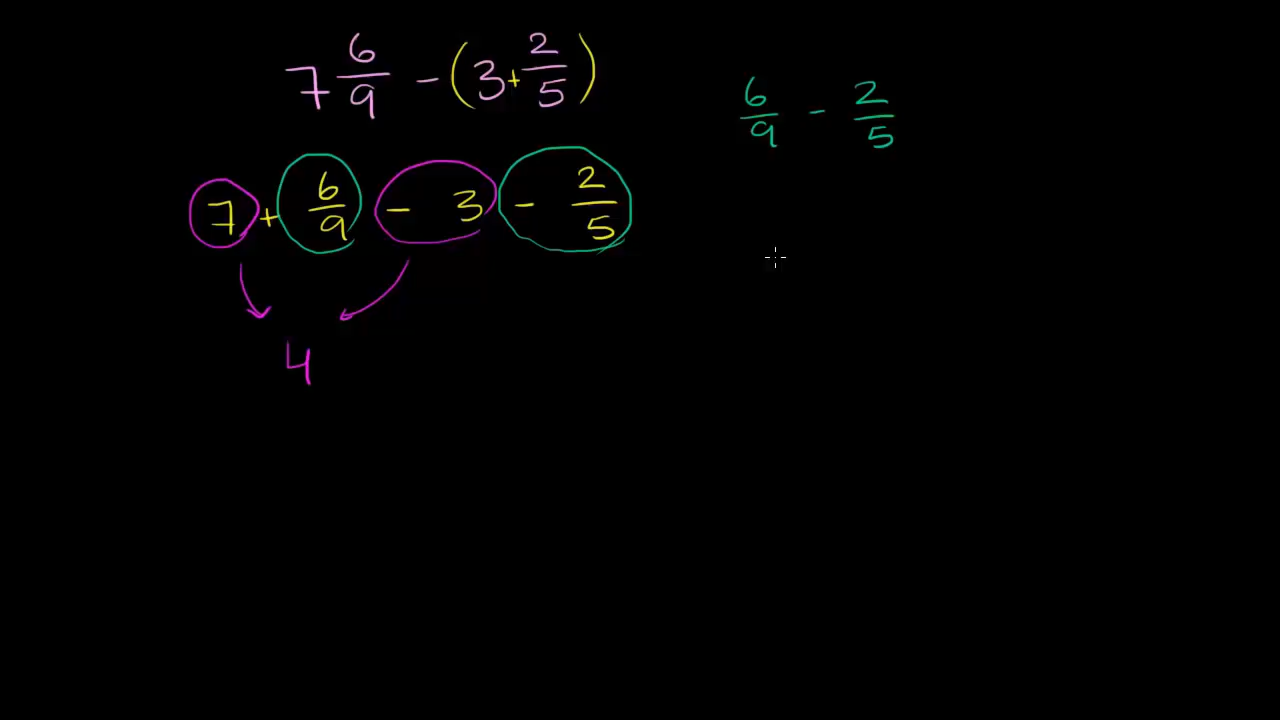 7 6/9 - (3 + 2/5)
6/9 - 2/5
7 + 6/9 - 3 - 2/5
4